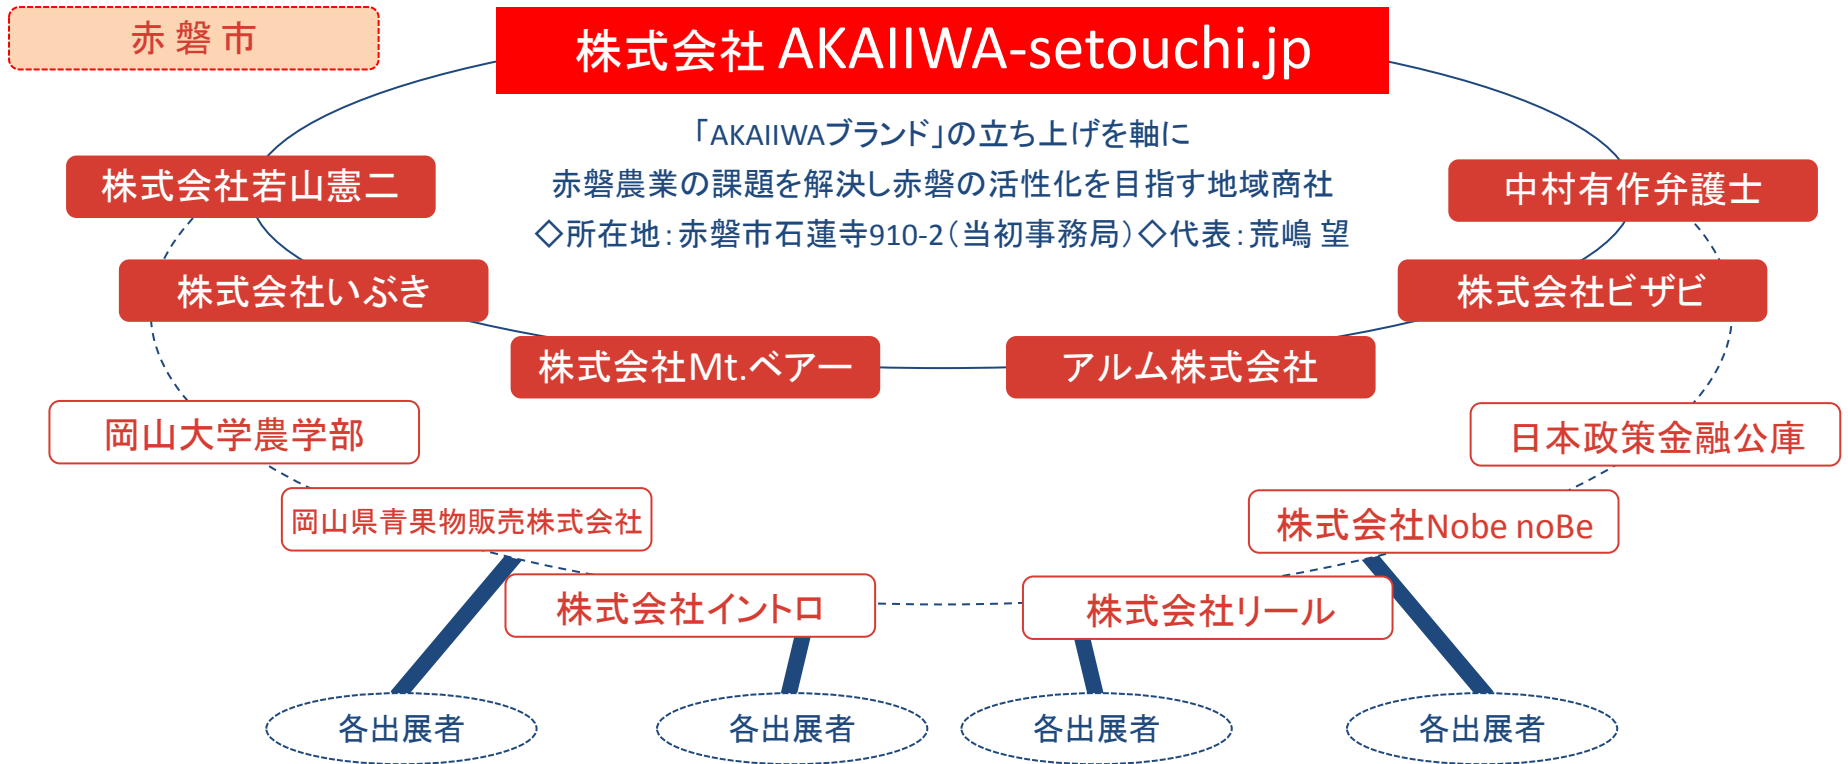 赤磐市
株式会社 AKAIIWA-setouchi.jp
「AKAIIWAブランド」の立ち上げを軸に
赤磐農業の課題を解決し赤磐の活性化を目指す地域商社
◇所在地：赤磐市石蓮寺910-2（当初事務局）◇代表：荒嶋 望
株式会社若山憲二
中村有作弁護士
株式会社いぶき
株式会社ビザビ
株式会社Mt.ベアー
アルム株式会社
岡山大学農学部
日本政策金融公庫
岡山県青果物販売株式会社
株式会社Nobe noBe
株式会社イントロ
株式会社リール
各出展者
各出展者
各出展者
各出展者